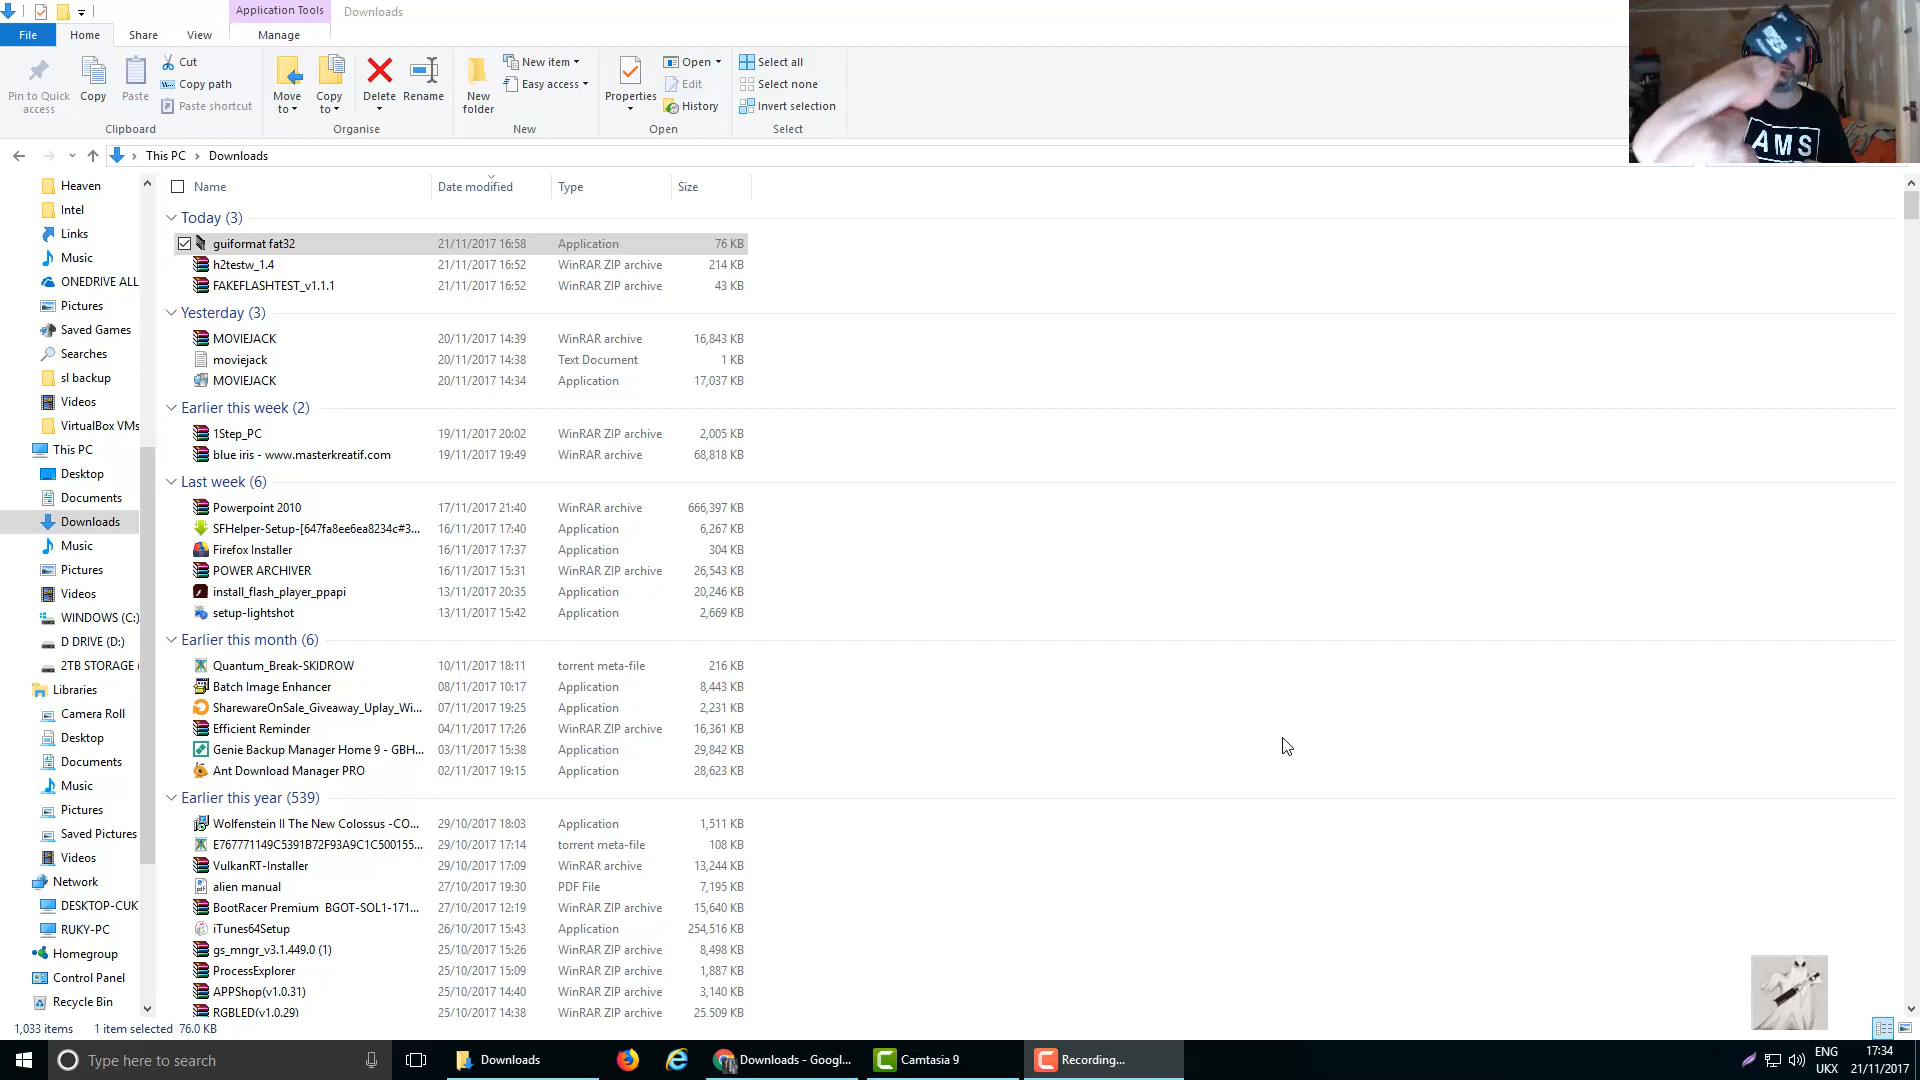 Application Tools
Downloads
File
Home
Share
View
Manage
Pin to Quick access
Copy
Paste
Cut
Copy path
Paste shortcut
Clipboard
Move to
Copy to
Delete
Rename
Organise
New folder
New item
Easy access
New
Properties
Open
Edit
History
Open
Select all
Select none
Invert selection
Select
AMS
This PC
Downloads
Heaven
Intel
Links
Music
ONEDRIVE ALL
Pictures
Saved Games
Searches
sl backup
Videos
VirtualBox VMs
This PC
Desktop
Documents
Downloads
Music
Pictures
Videos
WINDOWS (C:)
D DRIVE (D:)
2TB STORAGE (
Libraries
Camera Roll
Desktop
Documents
Music
Pictures
Saved Pictures
Videos
Network
DESKTOP-CUK
RUKY-PC
Homegroup
Control Panel
Recycle Bin
Name Date modified Type Size
Today (3)
guiformat fat32 21/11/2017 16:58 Application 76 KB
h2testw_1.4 21/11/2017 16:52 WinRAR ZIP archive 214 KB
FAKEFLASHTEST_v1.1.1 21/11/2017 16:52 WinRAR ZIP archive 43 KB
Yesterday (3)
MOVIEJACK 20/11/2017 14:39 WinRAR archive 16,843 KB
moviejack 20/11/2017 14:38 Text Document 1 KB
MOVIEJACK 20/11/2017 14:34 Application 17,037 KB
Earlier this week (2)
1Step_PC 19/11/2017 20:02 WinRAR ZIP archive 2,005 KB
blue iris - www.masterkreatif.com 19/11/2017 19:49 WinRAR archive 68,818 KB
Last week (6)
Powerpoint 2010 17/11/2017 21:40 WinRAR archive 666,397 KB
SFHelper-Setup-[647fa8ee6ea8234c#3... 16/11/2017 17:40 Application 6,267 KB
Firefox Installer 16/11/2017 17:37 Application 304 KB
POWER ARCHIVER 16/11/2017 15:31 WinRAR ZIP archive 26,543 KB
install_flash_player_ppapi 13/11/2017 20:35 Application 20,246 KB
setup-lightshot 13/11/2017 15:42 Application 2,669 KB
Earlier this month (6)
Quantum_Break-SKIDROW 10/11/2017 18:11 torrent meta-file 216 KB
Batch Image Enhancer 08/11/2017 10:17 Application 8,443 KB
SharewareOnSale_Giveaway_Uplay_Wi... 07/11/2017 19:25 Application 2,231 KB
Efficient Reminder 04/11/2017 17:26 WinRAR ZIP archive 16,361 KB
Genie Backup Manager Home 9 - GBH... 03/11/2017 15:38 Application 29,842 KB
Ant Download Manager PRO 02/11/2017 19:15 Application 28,623 KB
Earlier this year (539)
Wolfenstein II The New Colossus -CO... 29/10/2017 18:03 Application 1,511 KB
E767771149C5391B72F93A9C1C500155... 29/10/2017 17:14 torrent meta-file 108 KB
VulkanRT-Installer 29/10/2017 17:09 WinRAR archive 13,244 KB
alien manual 27/10/2017 19:30 PDF File 7,195 KB
BootRacer Premium BGOT-SOL1-171... 27/10/2017 12:19 WinRAR ZIP archive 15,640 KB
iTunes64Setup 26/10/2017 15:43 Application 254,516 KB
gs_mngr_v3.1.449.0 (1) 25/10/2017 15:26 WinRAR ZIP archive 8,498 KB
ProcessExplorer 25/10/2017 15:09 WinRAR ZIP archive 1,887 KB
APPShop(v1.0.31) 25/10/2017 14:40 WinRAR ZIP archive 3,140 KB
RGBLED(v1.0.29) 25/10/2017 14:38 WinRAR ZIP archive 25,509 KB
1,033 items 1 item selected 76.0 KB
Type here to search
Downloads
Downloads - Googl...
Camtasia 9
Recording...
ENG
UKX
17:34
21/11/2017